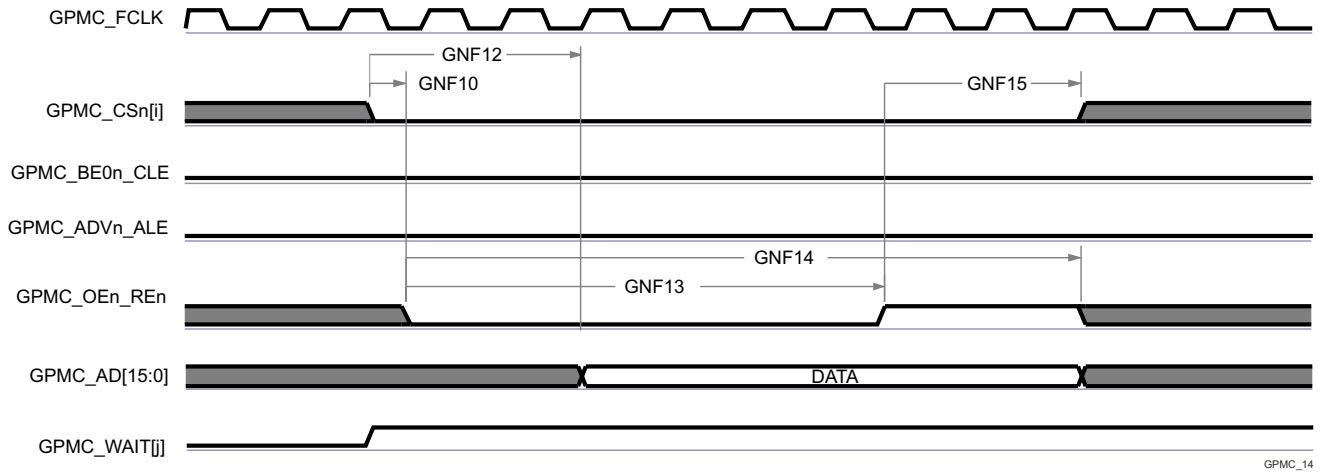 GPMC_FCLK
GNF12
GNF10
GNF15
GPMC_CSn[i]
GPMC_BE0n_CLE
GPMC_ADVn_ALE
GNF14
GNF13
GPMC_OEn_REn
GPMC_AD[15:0]
DATA
GPMC_WAIT[j]
GPMC_14